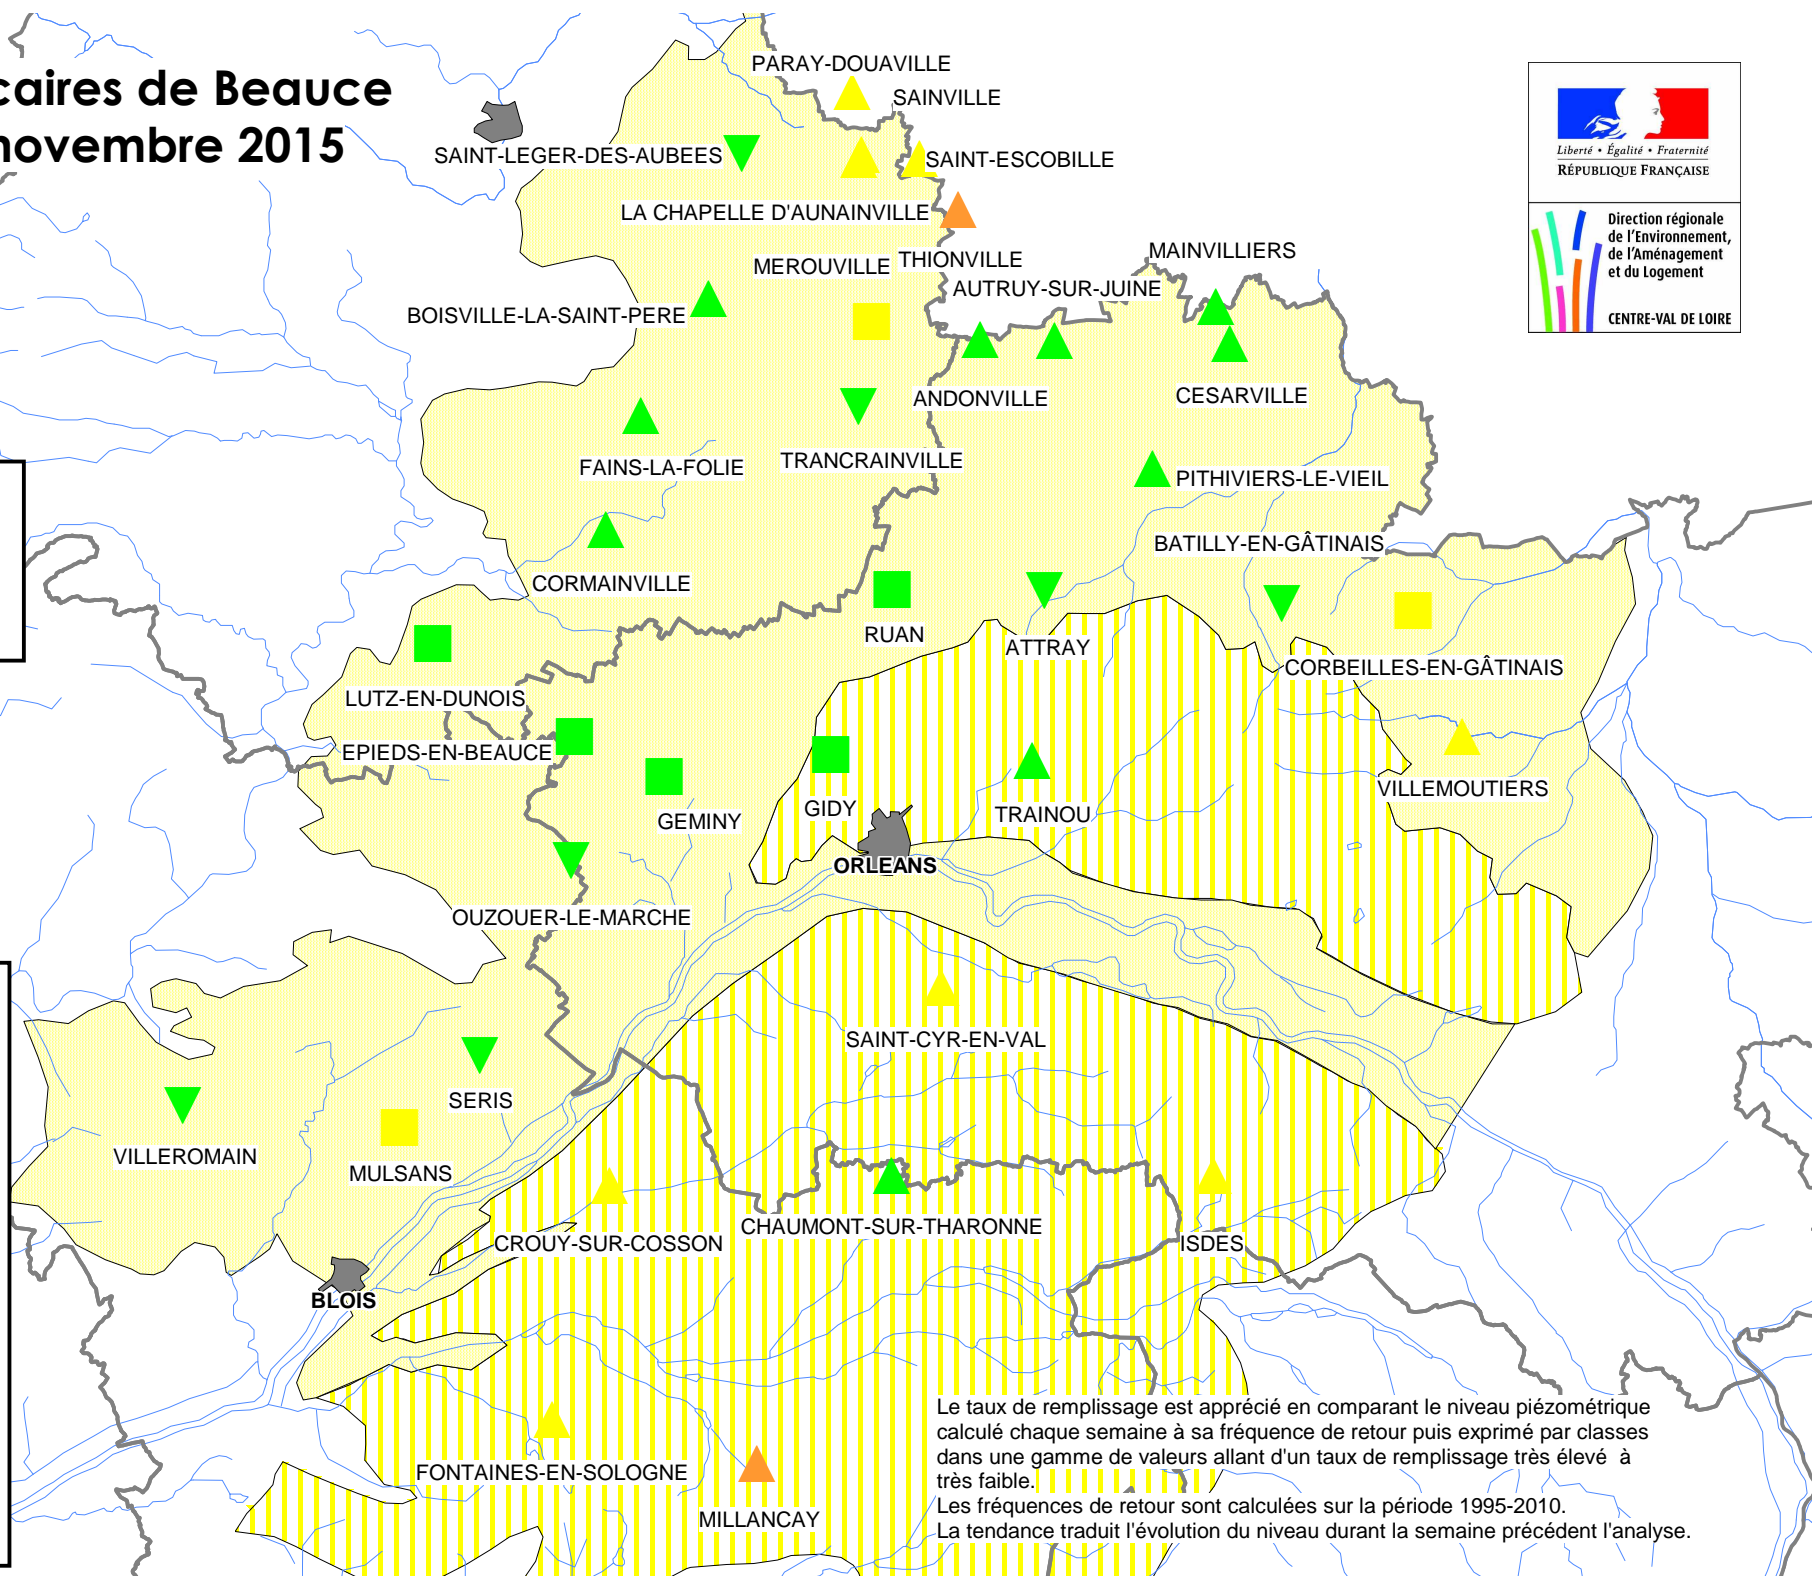 caires de Beauce
novembre 2015
PARAY-DOUAVILLE
SAINVILLE
SAINT-LEGER-DES-AUBEES
SAINT-ESCOBILLE
LA CHAPELLE D'AUNAINVILLE
THIONVILLE
MEROUVILLE
MAINVILLIERS
AUTRUY-SUR-JUINE
BOISVILLE-LA-SAINT-PERE
ANDONVILLE
CESARVILLE
FAINS-LA-FOLIE
TRANCRAINVILLE
PITHIVIERS-LE-VIEIL
BATILLY-EN-GÂTINAIS
CORMAINVILLE
RUAN
ATTRAY
CORBEILLES-EN-GÂTINAIS
LUTZ-EN-DUNOIS
EPIEDS-EN-BEAUCE
VILLEMOUTIERS
GEMINY
GIDY
TRAINOU
ORLEANS
OUZOUER-LE-MARCHE
SAINT-CYR-EN-VAL
SERIS
VILLEROMAIN
MULSANS
CROUY-SUR-COSSON
CHAUMONT-SUR-THARONNE
ISDES
BLOIS
FONTAINES-EN-SOLOGNE
MILLANCAY
Liberté • Égalité • Fraternité
RÉPUBLIQUE FRANÇAISE
Direction régionale
de l'Environnement,
de l'Aménagement
et du Logement
CENTRE-VAL DE LOIRE
Le taux de remplissage est apprécié en comparant le niveau piézométrique
calculé chaque semaine à sa fréquence de retour puis exprimé par classes
dans une gamme de valeurs allant d'un taux de remplissage très élevé à
très faible.
Les fréquences de retour sont calculées sur la période 1995-2010.
La tendance traduit l'évolution du niveau durant la semaine précédent l'analyse.